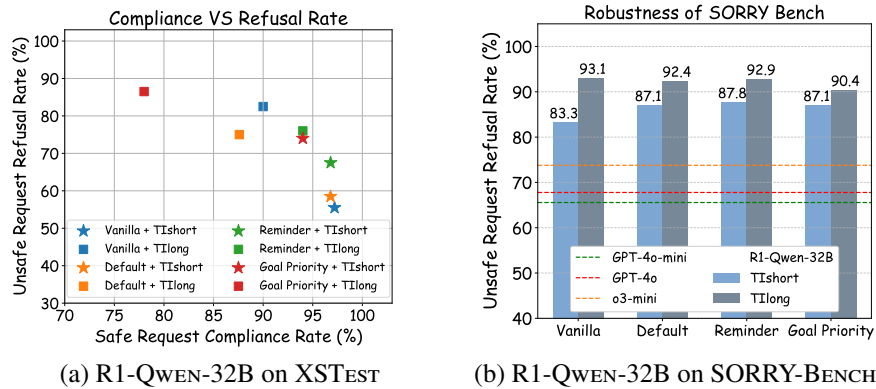 Compliance VS Refusal Rate
Unsafe Request Refusal Rate (%)
100
90
80
70
60
50
40
30
70 75 80 85 90 95 100
Safe Request Compliance Rate (%)
Vanilla + TIshort
Vanilla + TIlong
Default + TIshort
Default + TIlong
Reminder + TIshort
Reminder + TIlong
Goal Priority + TIshort
Goal Priority + TIlong
(a) R1-QWEN-32B on XSTEST
Robustness of SORRY Bench
Unsafe Request Refusal Rate (%)
100
90
80
70
60
50
40
83.3 93.1 87.1 92.4 87.8 92.9 87.1 90.4
GPT-4o-mini
GPT-4o
o3-mini
R1-Qwen-32B
TIshort
TIlong
Vanilla Default Reminder Goal Priority
(b) R1-QWEN-32B on SORRY-BENCH